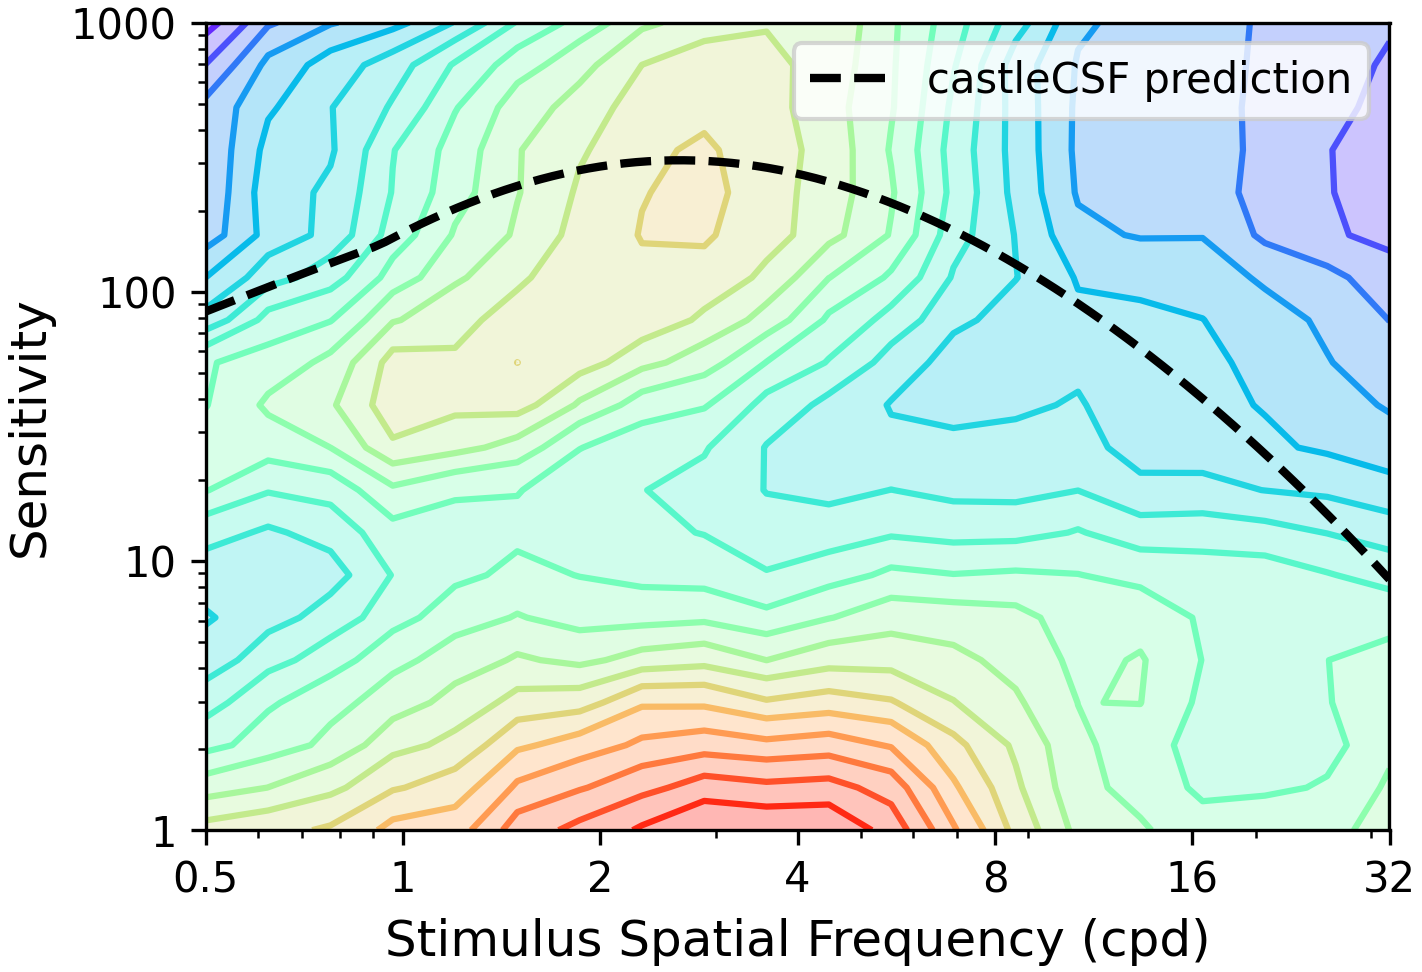 1000
castleCSF prediction
100
Sensitivity
10
1
0.5 1 2 4 8 16 32
Stimulus Spatial Frequency (cpd)